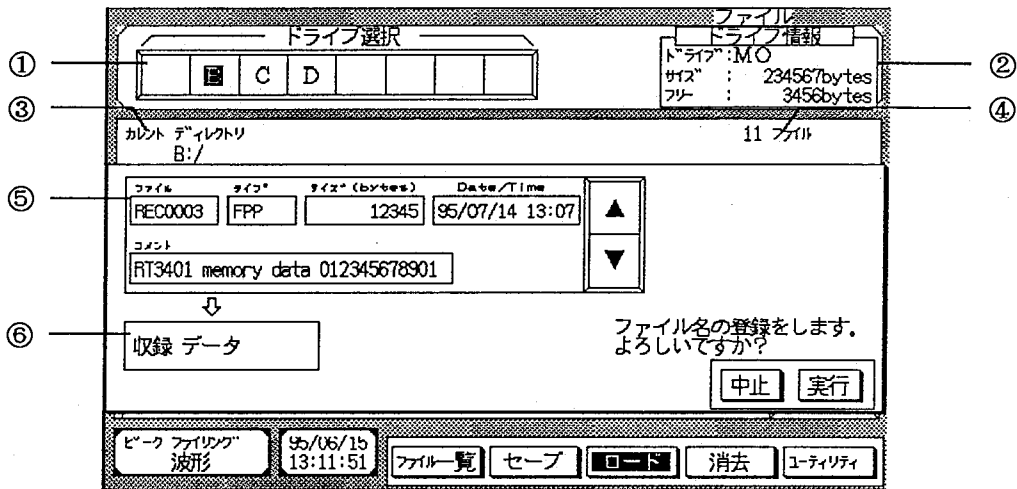 ファイル
ドライブ選択
ドライブ情報
①
B C D
ドライブ:MO
サイズ : 234567bytes
フリー : 3456bytes
②
③
④
カレント ディレクトリ
B:/
11 ファイル
⑤
ファイル タイプ サイズ(bytes) Date/Time
REC0003 FPP 12345 95/07/14 13:07
▲
コメント
RT3401 memory data 012345678901
▼
⇩
⑥
収録 データ
ファイル名の登録をします.
よろしいですか?
中止 実行
ピーク ファイリング
波形
95/06/15
13:11:51
ファイル一覧 セーブ ロード 消去 ユーティリティ